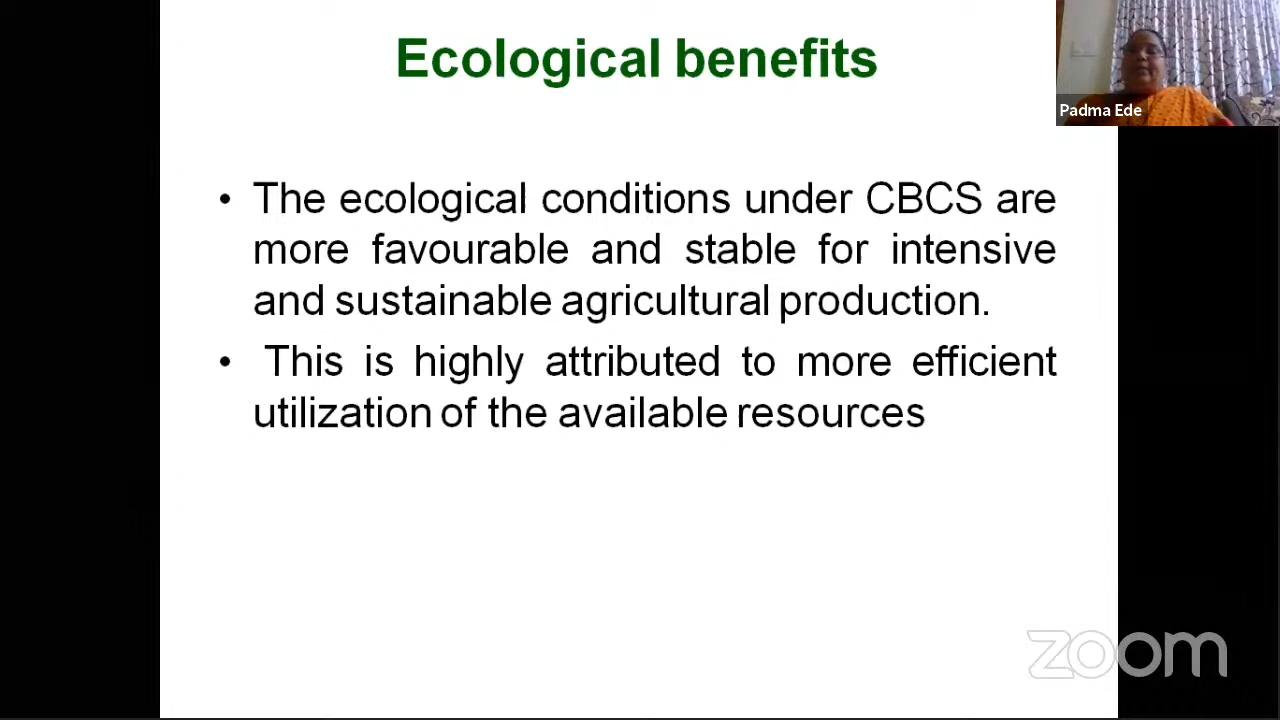 Ecological benefits
Padma Ede
• The ecological conditions under CBCS are
more favourable and stable for intensive
and sustainable agricultural production.
• This is highly attributed to more efficient
utilization of the available resources
zoom